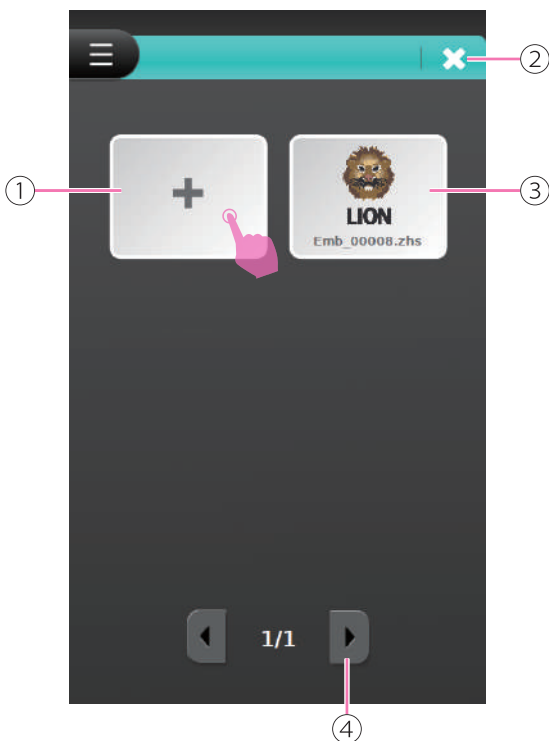 ②
①
③
LION
Emb_00008.zhs
1/1
④